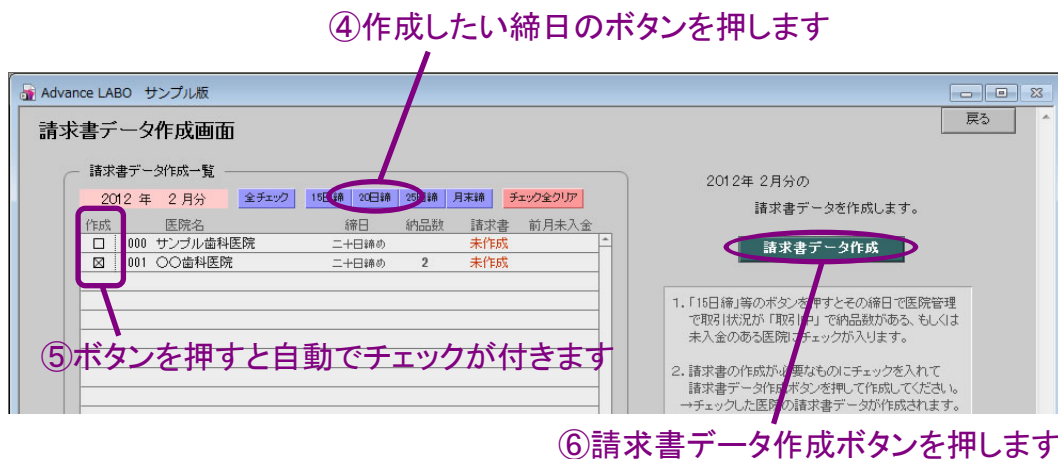 ④作成したい締日のボタンを押します
Advance LABO サンプル版
請求書データ作成画面
戻る
請求書データ作成一覧
2012 年 2 月分 全チェック 15日締 20日締 25日締 月末締 チェック全クリア
作成 医院名 締日 納品数 請求書 前月未入金
000 サンプル歯科医院 二十日締め 未作成
001 〇〇歯科医院 二十日締め 2 未作成
2012年 2月分の
請求書データを作成します。
請求書データ作成
1.「15日締」等のボタンを押すとその締日で医院管理
で取引状況が「取引中」で納品数がある、もしくは
未入金のある医院にチェックが入ります。
2.請求書の作成が必要なものにチェックを入れて
請求書データ作成ボタンを押して作成してください。
→チェックした医院の請求書データが作成されます。
⑤ボタンを押すと自動でチェックが付きます
⑥請求書データ作成ボタンを押します